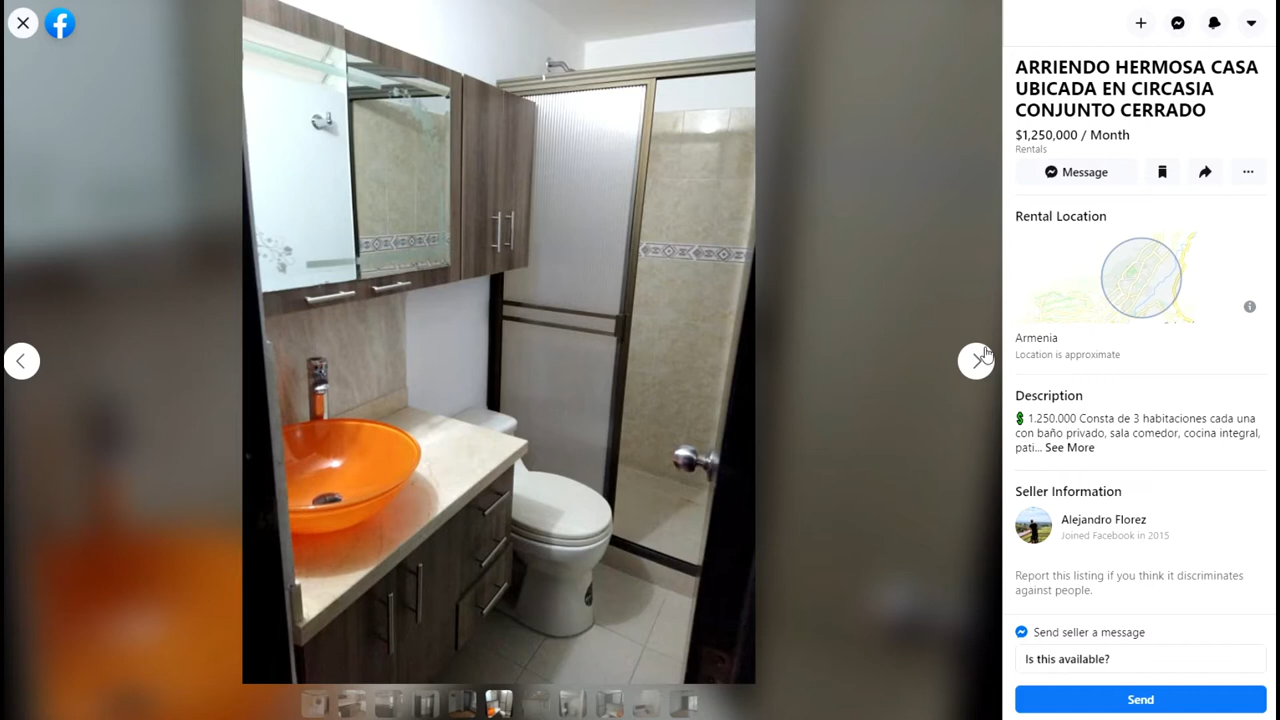 ARRIENDO HERMOSA CASA
UBICADA EN CIRCASIA
CONJUNTO CERRADO
$1,250,000 / Month
Rentals
Message
Rental Location
Armenia
Location is approximate
Description
💲 1.250.000 Consta de 3 habitaciones cada una
con baño privado, sala comedor, cocina integral,
pati... See More
Seller Information
Alejandro Florez
Joined Facebook in 2015
Report this listing if you think it discriminates
against people.
Send seller a message
Is this available?
Send